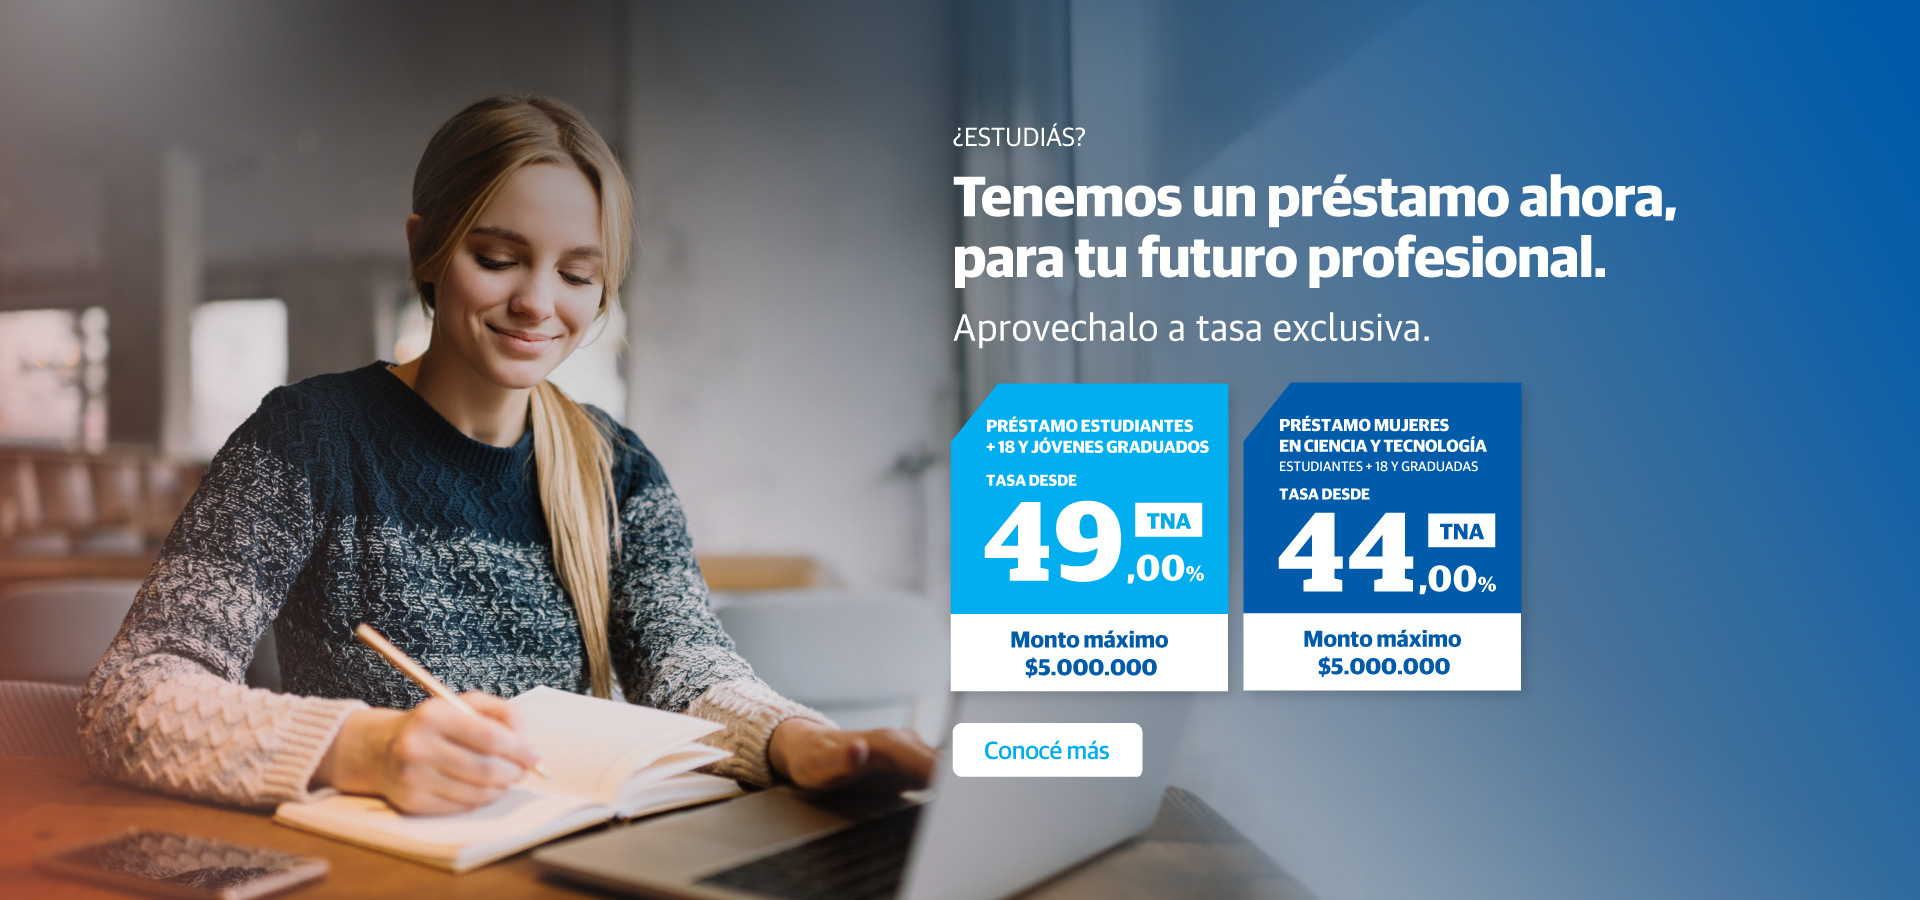 ¿ESTUDIÁS?
Tenemos un préstamo ahora,
para tu futuro profesional.
Aprovechalo a tasa exclusiva.
PRÉSTAMO ESTUDIANTES
+ 18 Y JÓVENES GRADUADOS
TASA DESDE
49,00% TNA
Monto máximo
$5.000.000
PRÉSTAMO MUJERES
EN CIENCIA Y TECNOLOGÍA
ESTUDIANTES + 18 Y GRADUADAS
TASA DESDE
44,00% TNA
Monto máximo
$5.000.000
Conocé más